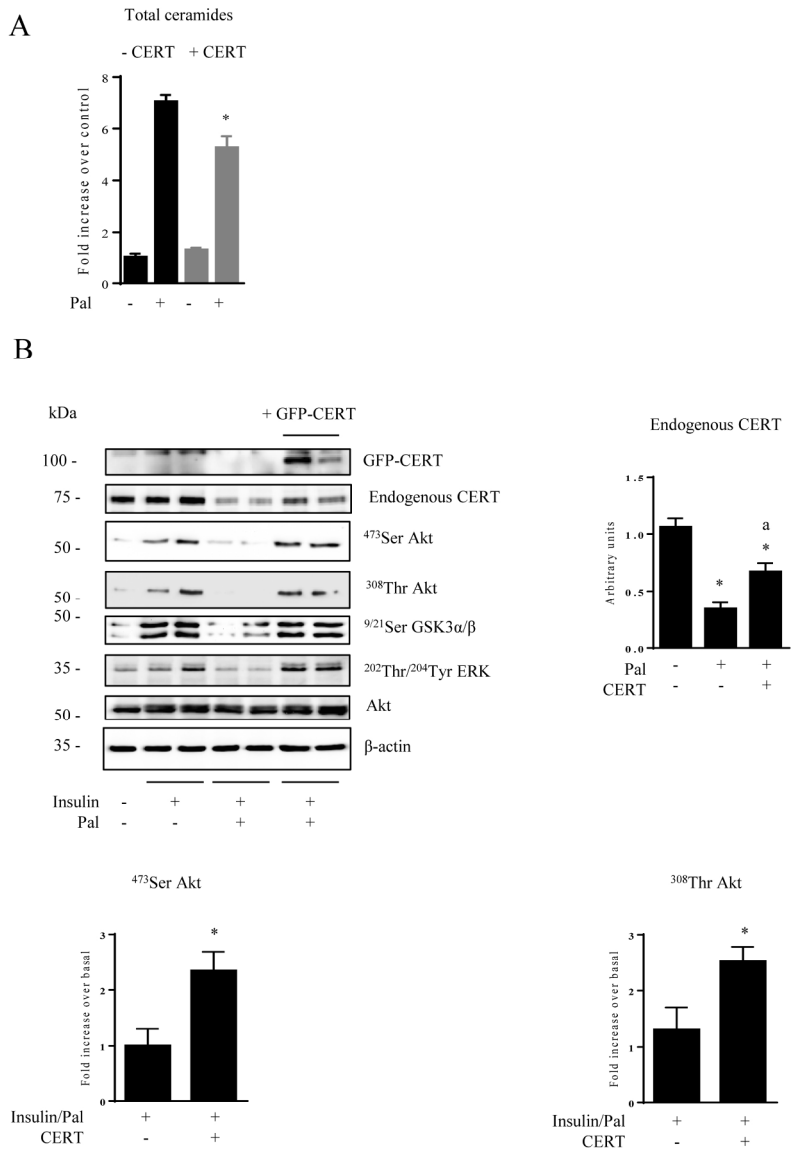 A
Total ceramides
- CERT + CERT
Fold increase over control
8
6
4
2
0
*
Pal - + - +
B
kDa
+ GFP-CERT
100 - GFP-CERT
75 - Endogenous CERT
50 - 473Ser Akt
50 - 308Thr Akt
50 - 9/21Ser GSK3α/β
35 - 202Thr/204Tyr ERK
50 - Akt
35 - β-actin
Insulin - + + +
Pal - - + +
Endogenous CERT
Arbitrary units
1.5
1.0
0.5
0.0
*
a
*
Pal - + +
CERT - - +
473Ser Akt
Fold increase over basal
3
2
1
0
*
Insulin/Pal + +
CERT - +
308Thr Akt
Fold increase over basal
3
2
1
0
*
Insulin/Pal + +
CERT - +